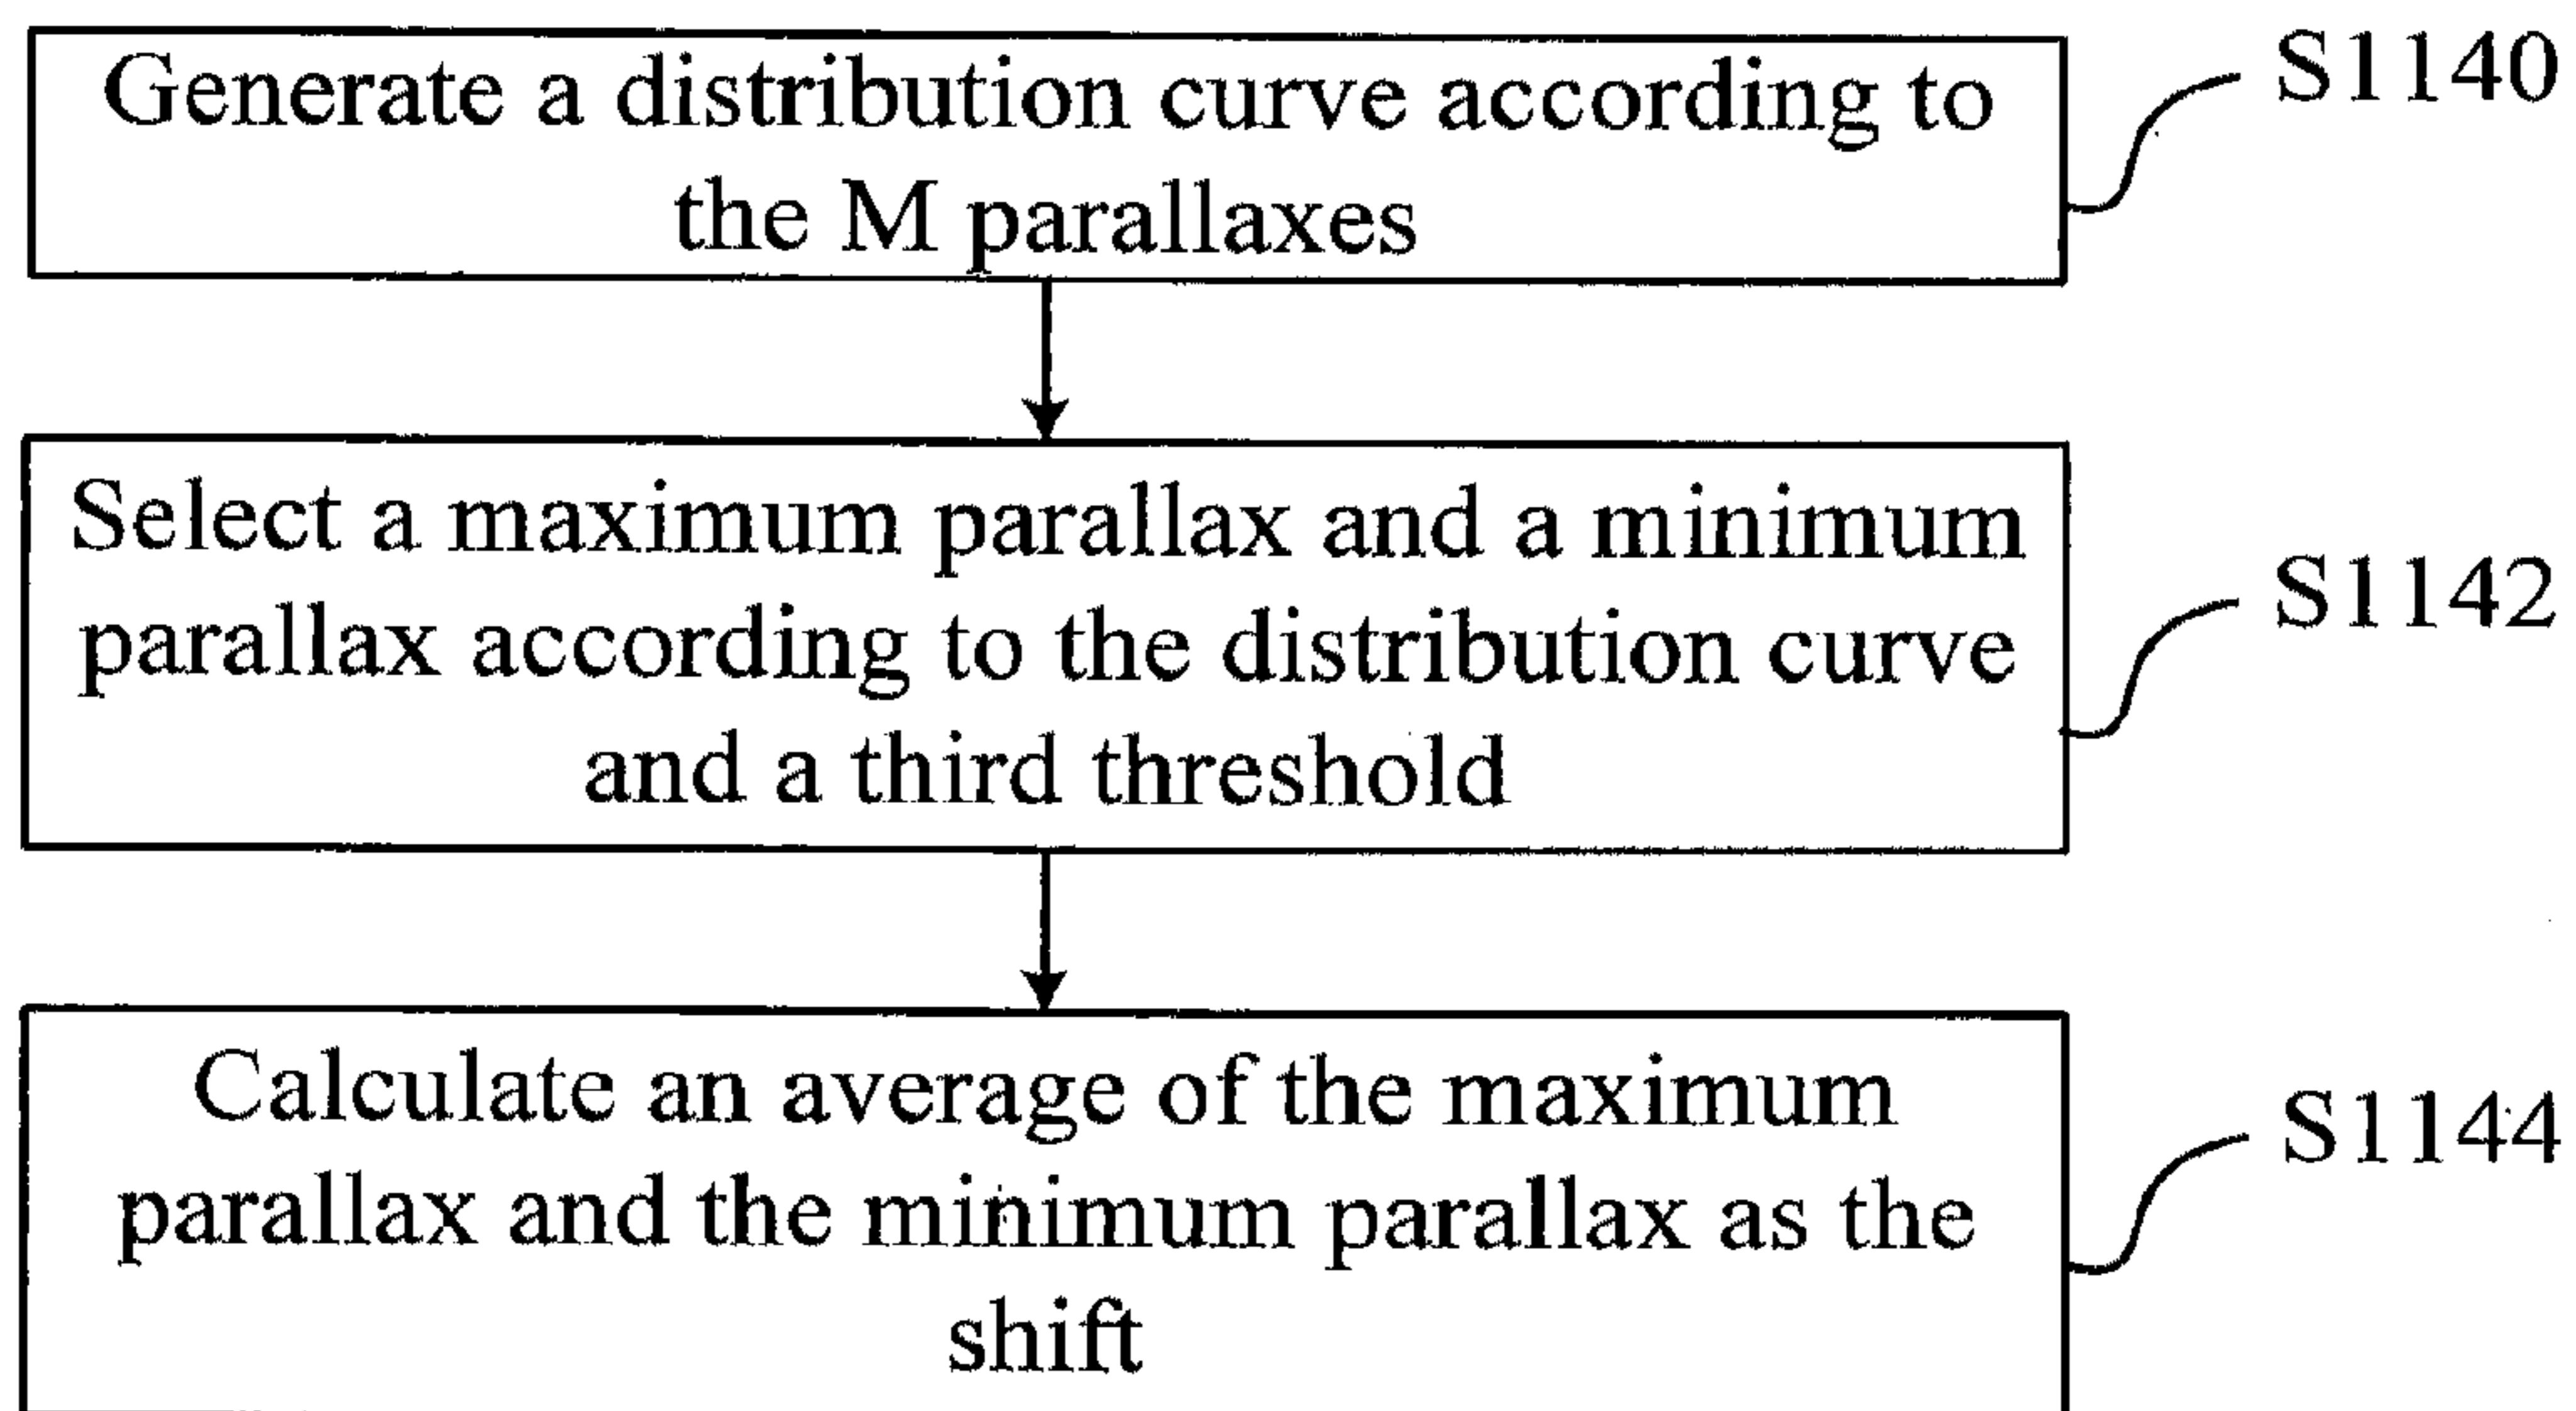 Generate a distribution curve according to
the M parallaxes
S1140
Select a maximum parallax and a minimum
parallax according to the distribution curve
and a third threshold
S1142
Calculate an average of the maximum
parallax and the minimum parallax as the
shift
S1144